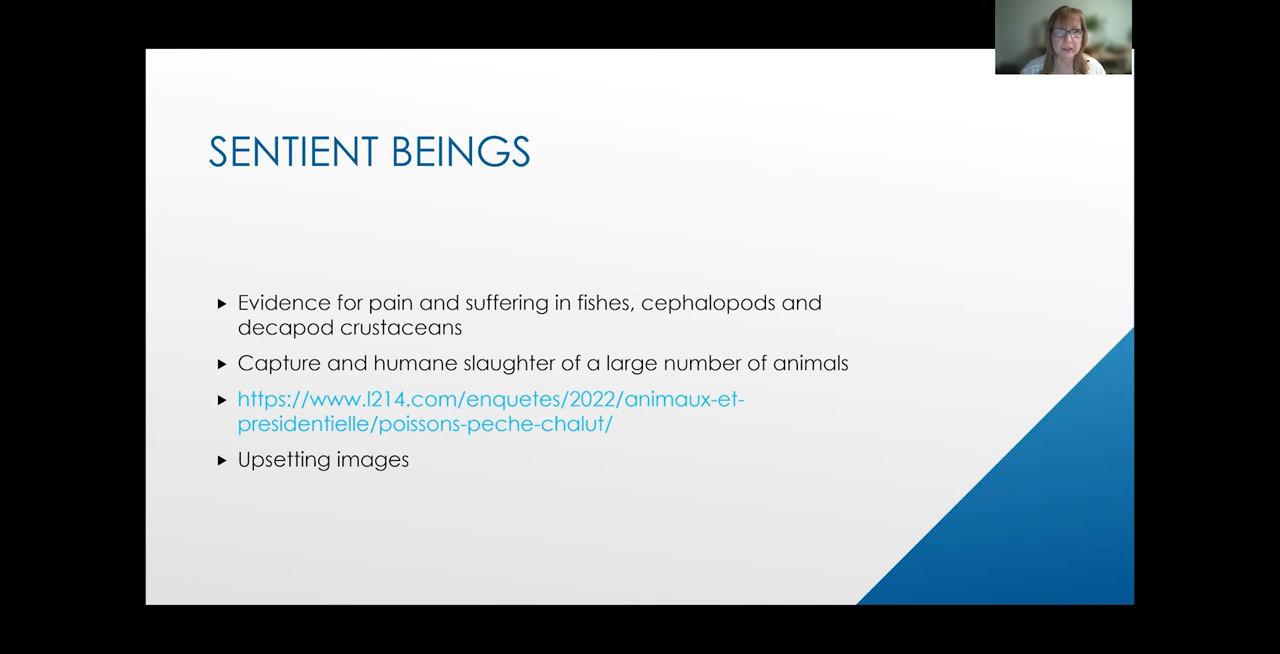 SENTIENT BEINGS
Evidence for pain and suffering in fishes, cephalopods and
decapod crustaceans
Capture and humane slaughter of a large number of animals
https://www.l214.com/enquetes/2022/animaux-et-
presidentielle/poissons-peche-chalut/
Upsetting images